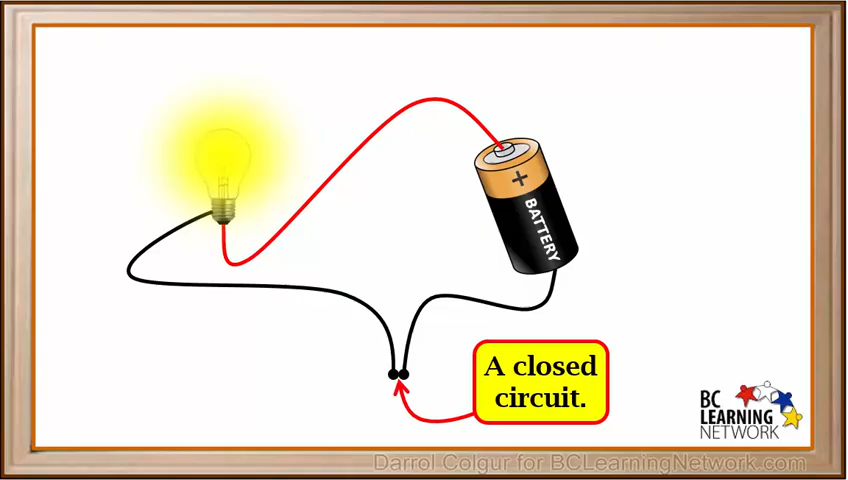 +
BATTERY
A closed
circuit.
BC
LEARNING
NETWORK
Darrol Colgur for BCLearningNetwork.com